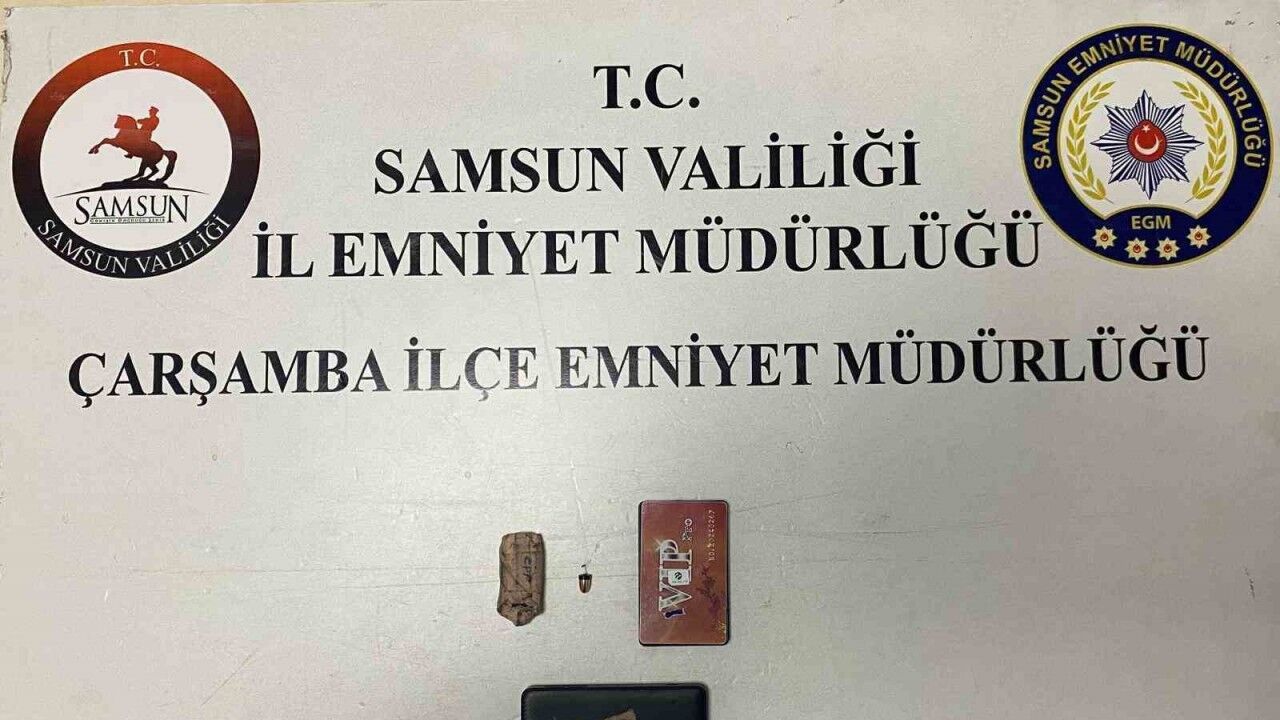 T.C.
SAMSUN
SAMSUN VALİLİĞİ
T.C.
SAMSUN VALİLİĞİ
İL EMNİYET MÜDÜRLÜĞÜ
ÇARŞAMBA İLÇE EMNİYET MÜDÜRLÜĞÜ
SAMSUN EMNİYET MÜDÜRLÜĞÜ
EGM
VIP
Pro